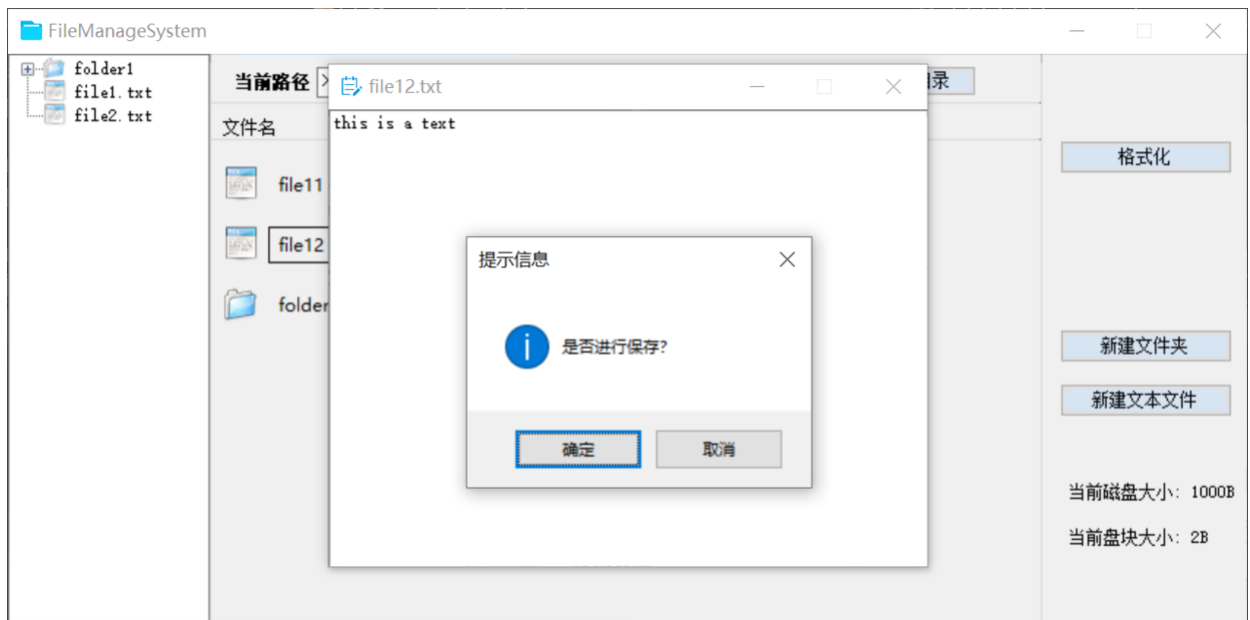 FileManageSystem
folder1
file1.txt
file2.txt
当前路径
录
文件名
file11
file12
folder
file12.txt
this is a text
提示信息
是否进行保存?
确定
取消
格式化
新建文件夹
新建文本文件
当前磁盘大小: 1000B
当前盘块大小: 2B